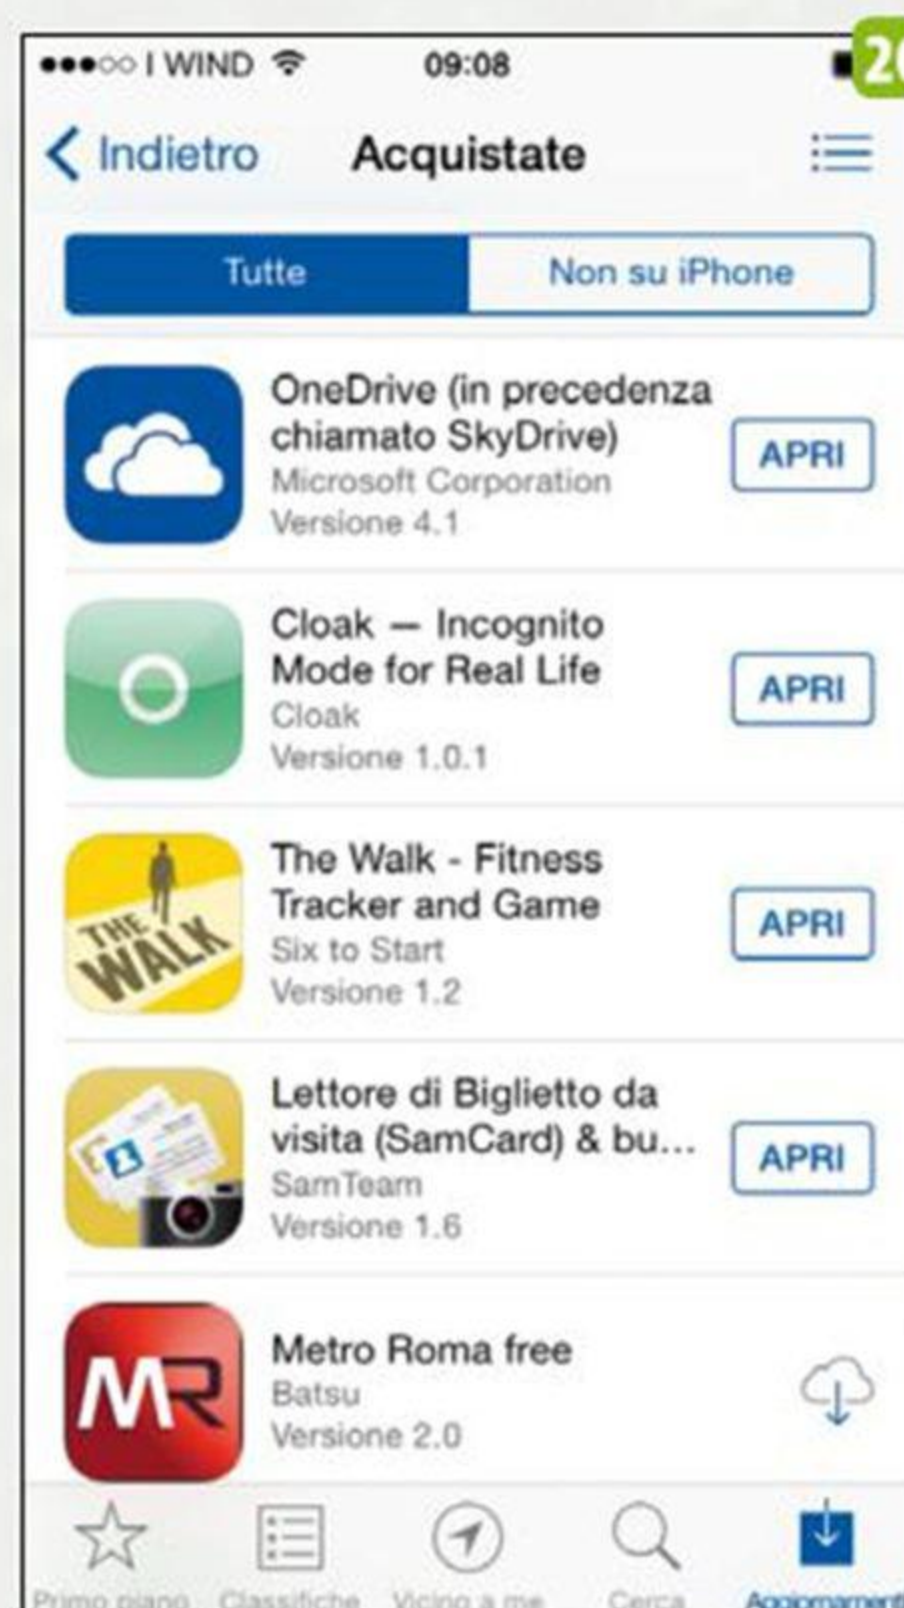 I WIND 09:08
Indietro Acquistate
Tutte Non su iPhone
OneDrive (in precedenza
chiamato SkyDrive)
Microsoft Corporation
Versione 4.1
APRI
Cloak — Incognito
Mode for Real Life
Cloak
Versione 1.0.1
APRI
THE
WALK
The Walk - Fitness
Tracker and Game
Six to Start
Versione 1.2
APRI
Lettore di Biglietto da
visita (SamCard) & bu...
SamTeam
Versione 1.6
APRI
MR
Metro Roma free
Batsu
Versione 2.0
Primo piano Classifiche Vicino a me Cerca Aggiornamenti